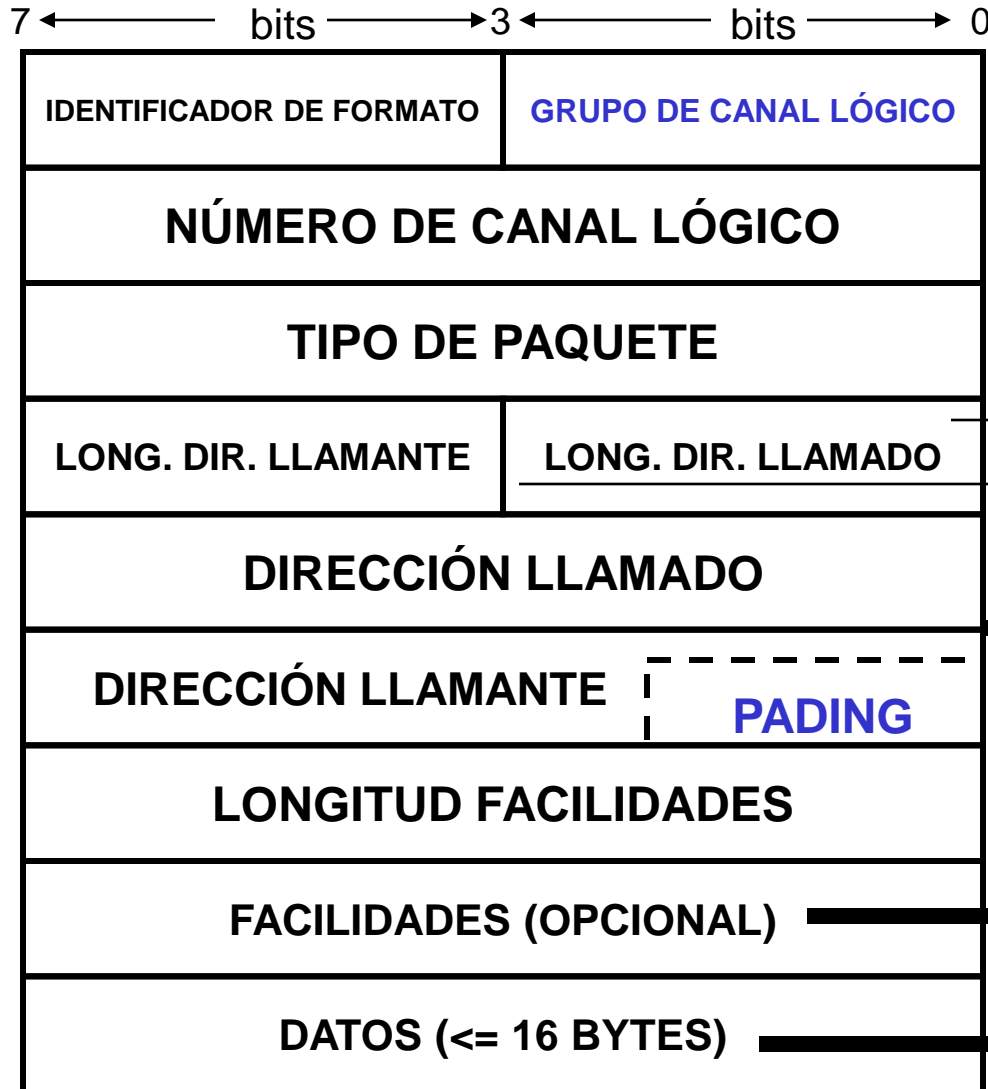 7 bits 3 bits 0
IDENTIFICADOR DE FORMATO GRUPO DE CANAL LÓGICO
NÚMERO DE CANAL LÓGICO
TIPO DE PAQUETE
LONG. DIR. LLAMANTE LONG. DIR. LLAMADO
DIRECCIÓN LLAMADO
DIRECCIÓN LLAMANTE PADING
LONGITUD FACILIDADES
FACILIDADES (OPCIONAL)
DATOS (<= 16 BYTES)